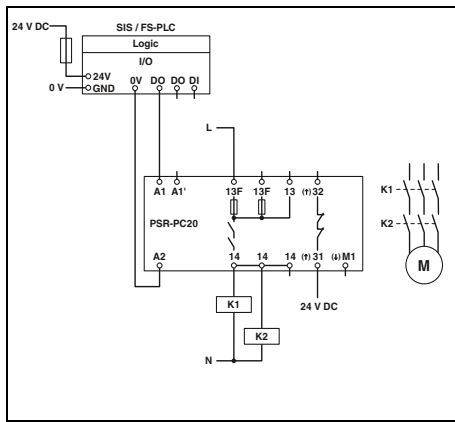 24 V DC
SIS / FS-PLC
Logic
I/O
24V
0V DO DO DI
0 V
GND
L
A1 A1' 13F 13F 13 (↑) 32
PSR-PC20
A2 14 14 14 (↑) 31 (↓) M1
K1
K2
M
K1
24 V DC
K2
N